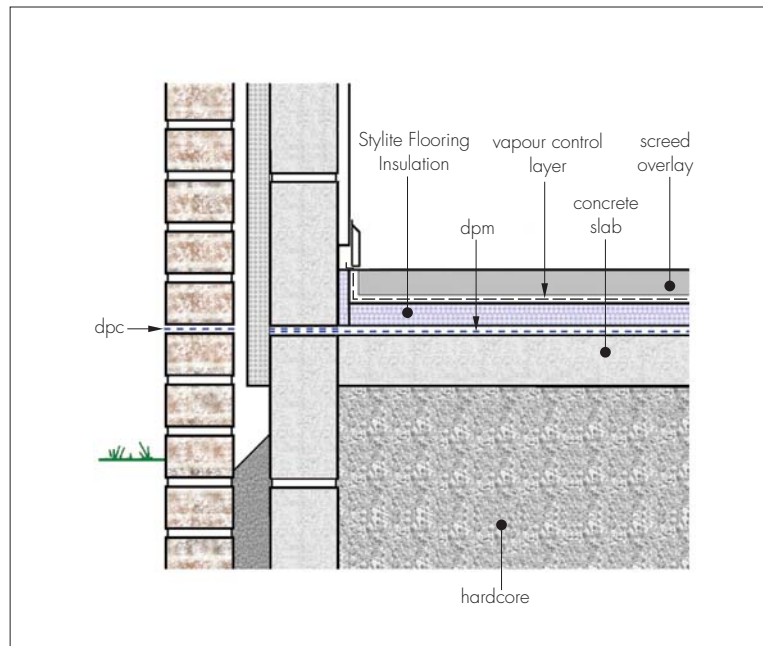 Stylite Flooring
Insulation
vapour control
layer
screed
overlay
concrete
slab
dpm
dpc
hardcore